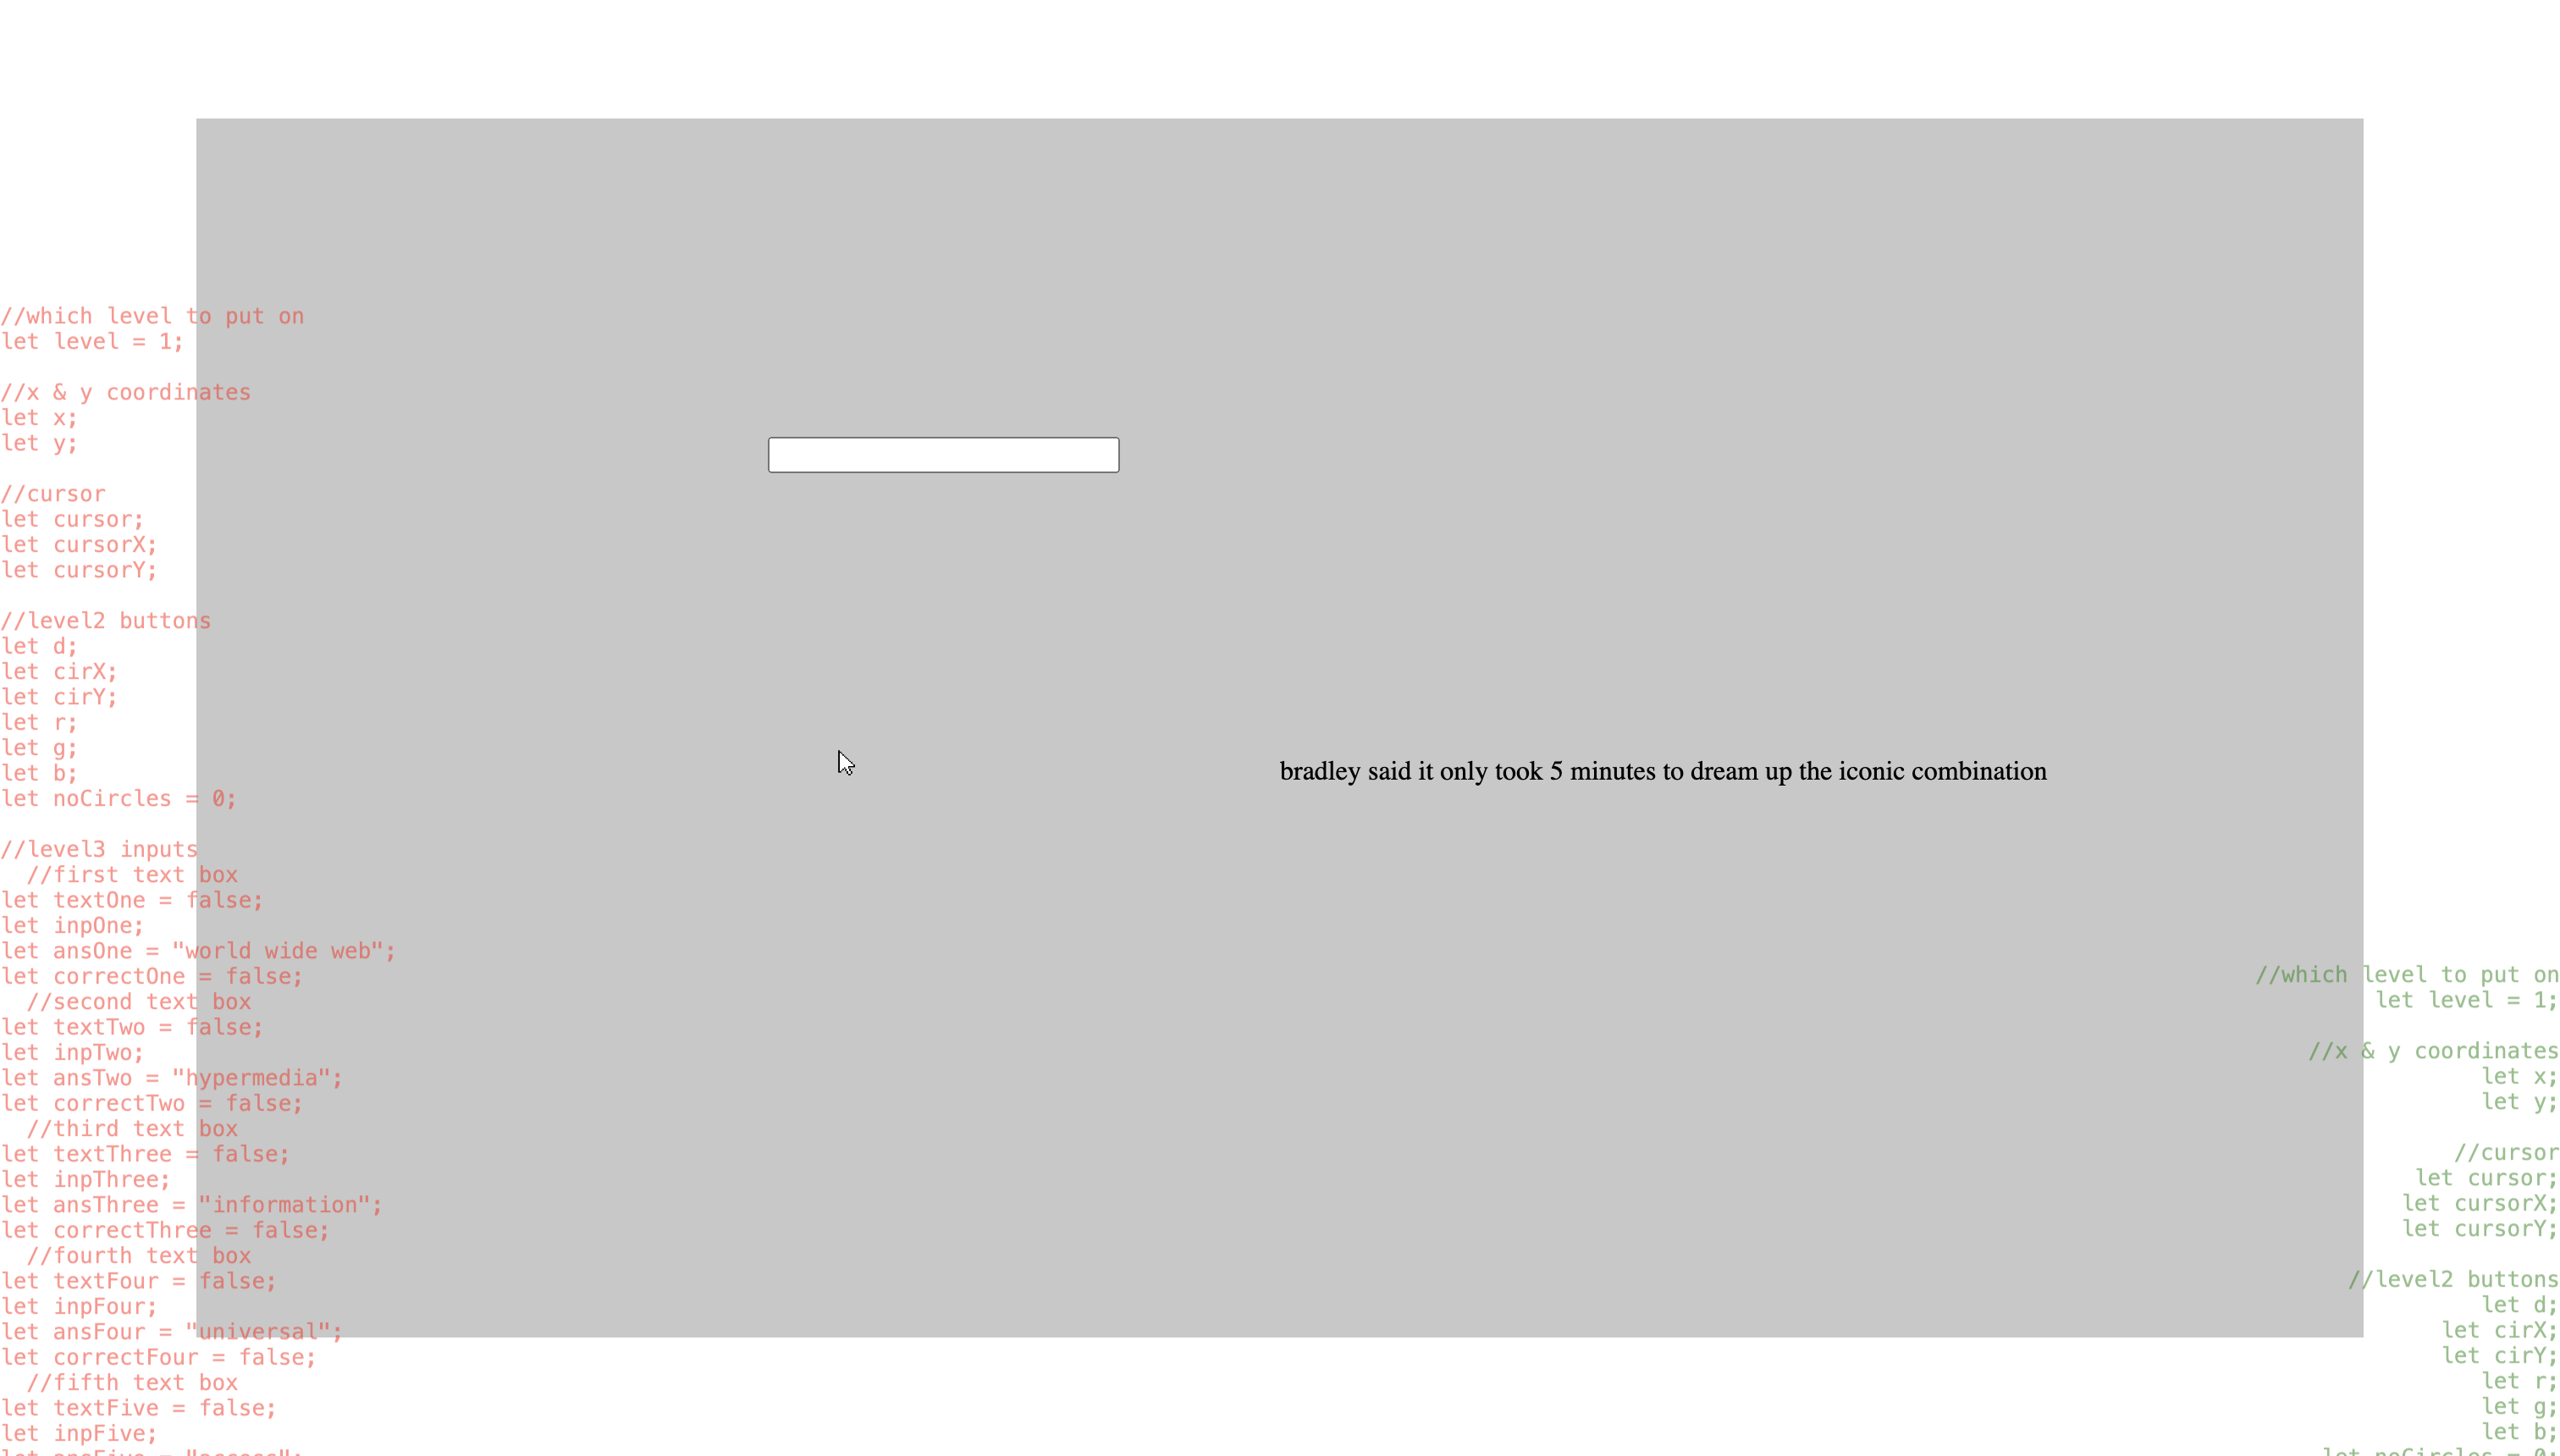 //which level to put on
let level = 1;
//x & y coordinates
let x;
let y;
//cursor
let cursor;
let cursorX;
let cursorY;
//level2 buttons
let d;
let cirX;
let cirY;
let r;
let g;
let b;
let noCircles = 0;
//level3 inputs
//first text box
let textOne = false;
let inpOne;
let ansOne = "world wide web";
let correctOne = false;
//second text box
let textTwo = false;
let inpTwo;
let ansTwo = "hypermedia";
let correctTwo = false;
//third text box
let textThree = false;
let inpThree;
let ansThree = "information";
let correctThree = false;
//fourth text box
let textFour = false;
let inpFour;
let ansFour = "universal";
let correctFour = false;
//fifth text box
let textFive = false;
let inpFive;
let ansFive = "access";
bradley said it only took 5 minutes to dream up the iconic combination
//which level to put on
let level = 1;
//x & y coordinates
let x;
let y;
//cursor
let cursor;
let cursorX;
let cursorY;
//level2 buttons
let d;
let cirX;
let cirY;
let r;
let g;
let b;
let noCircles = 0;